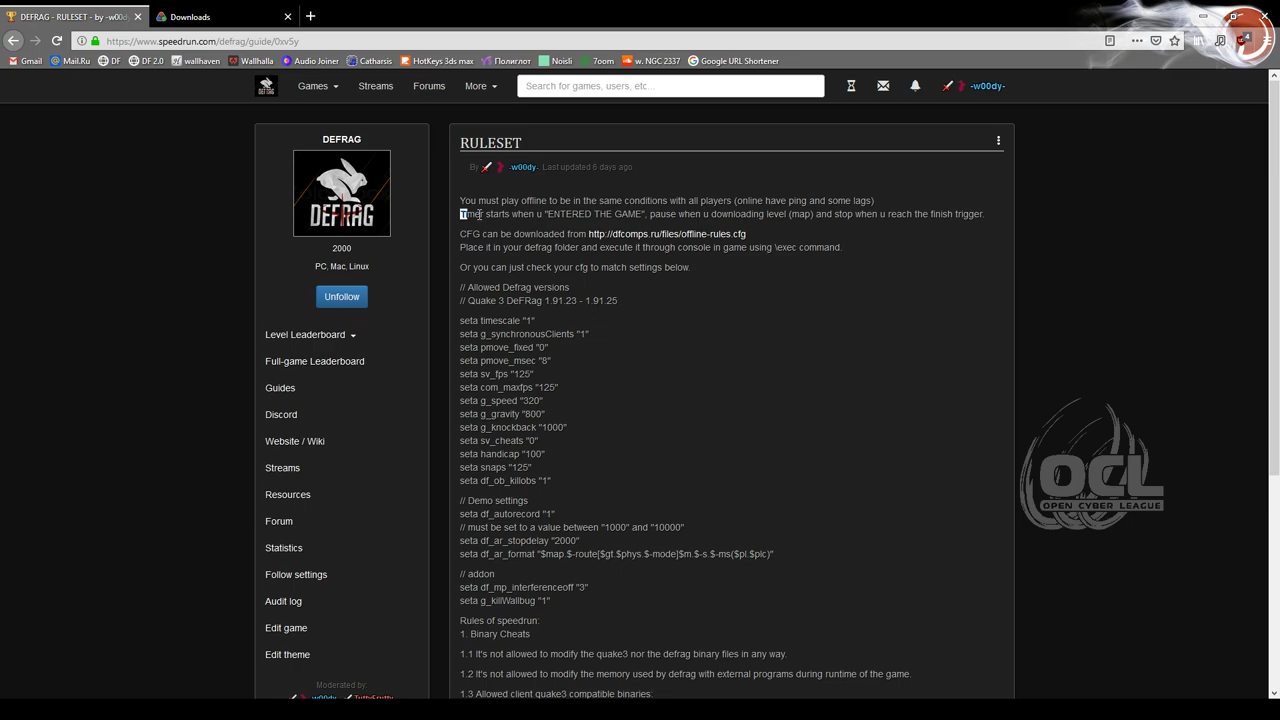 DEFRAG - RULESET - by -w00dy-
Downloads
https://www.speedrun.com/defrag/guide/0xv5y
4
Gmail
Mail.Ru
DF
DF 2.0
wallhaven
Wallhalla
Audio Joiner
Catharsis
HotKeys 3ds max
Полиглот
Noisli
7oom
w. NGC 2337
Google URL Shortener
DEFRAG
Games
Streams
Forums
More
Search for games, users, etc...
-w00dy-
DEFRAG
DEFRAG
2000
PC, Mac, Linux
Unfollow
Level Leaderboard
Full-game Leaderboard
Guides
Discord
Website / Wiki
Streams
Resources
Forum
Statistics
Follow settings
Audit log
Edit game
Edit theme
Moderated by:
-w00dy-
TuttyFrutty
RULESET
By -w00dy- Last updated 6 days ago
You must play offline to be in the same conditions with all players (online have ping and some lags)
Timer starts when u "ENTERED THE GAME", pause when u downloading level (map) and stop when u reach the finish trigger.
CFG can be downloaded from http://dfcomps.ru/files/offline-rules.cfg
Place it in your defrag folder and execute it through console in game using \exec command.
Or you can just check your cfg to match settings below.
// Allowed Defrag versions
// Quake 3 DeFRag 1.91.23 - 1.91.25
seta timescale "1"
seta g_synchronousClients "1"
seta pmove_fixed "0"
seta pmove_msec "8"
seta sv_fps "125"
seta com_maxfps "125"
seta g_speed "320"
seta g_gravity "800"
seta g_knockback "1000"
seta sv_cheats "0"
seta handicap "100"
seta snaps "125"
seta df_ob_killobs "1"
// Demo settings
seta df_autorecord "1"
// must be set to a value between "1000" and "10000"
seta df_ar_stopdelay "2000"
seta df_ar_format "$map.$-route[$gt.$phys.$-mode]$m.$-s.$-ms($pl.$plc)"
// addon
seta df_mp_interferenceoff "3"
seta g_killWallbug "1"
Rules of speedrun:
1. Binary Cheats
1.1 It's not allowed to modify the quake3 nor the defrag binary files in any way.
1.2 It's not allowed to modify the memory used by defrag with external programs during runtime of the game.
1.3 Allowed client quake3 compatible binaries:
OCL
OPEN CYBER LEAGUE